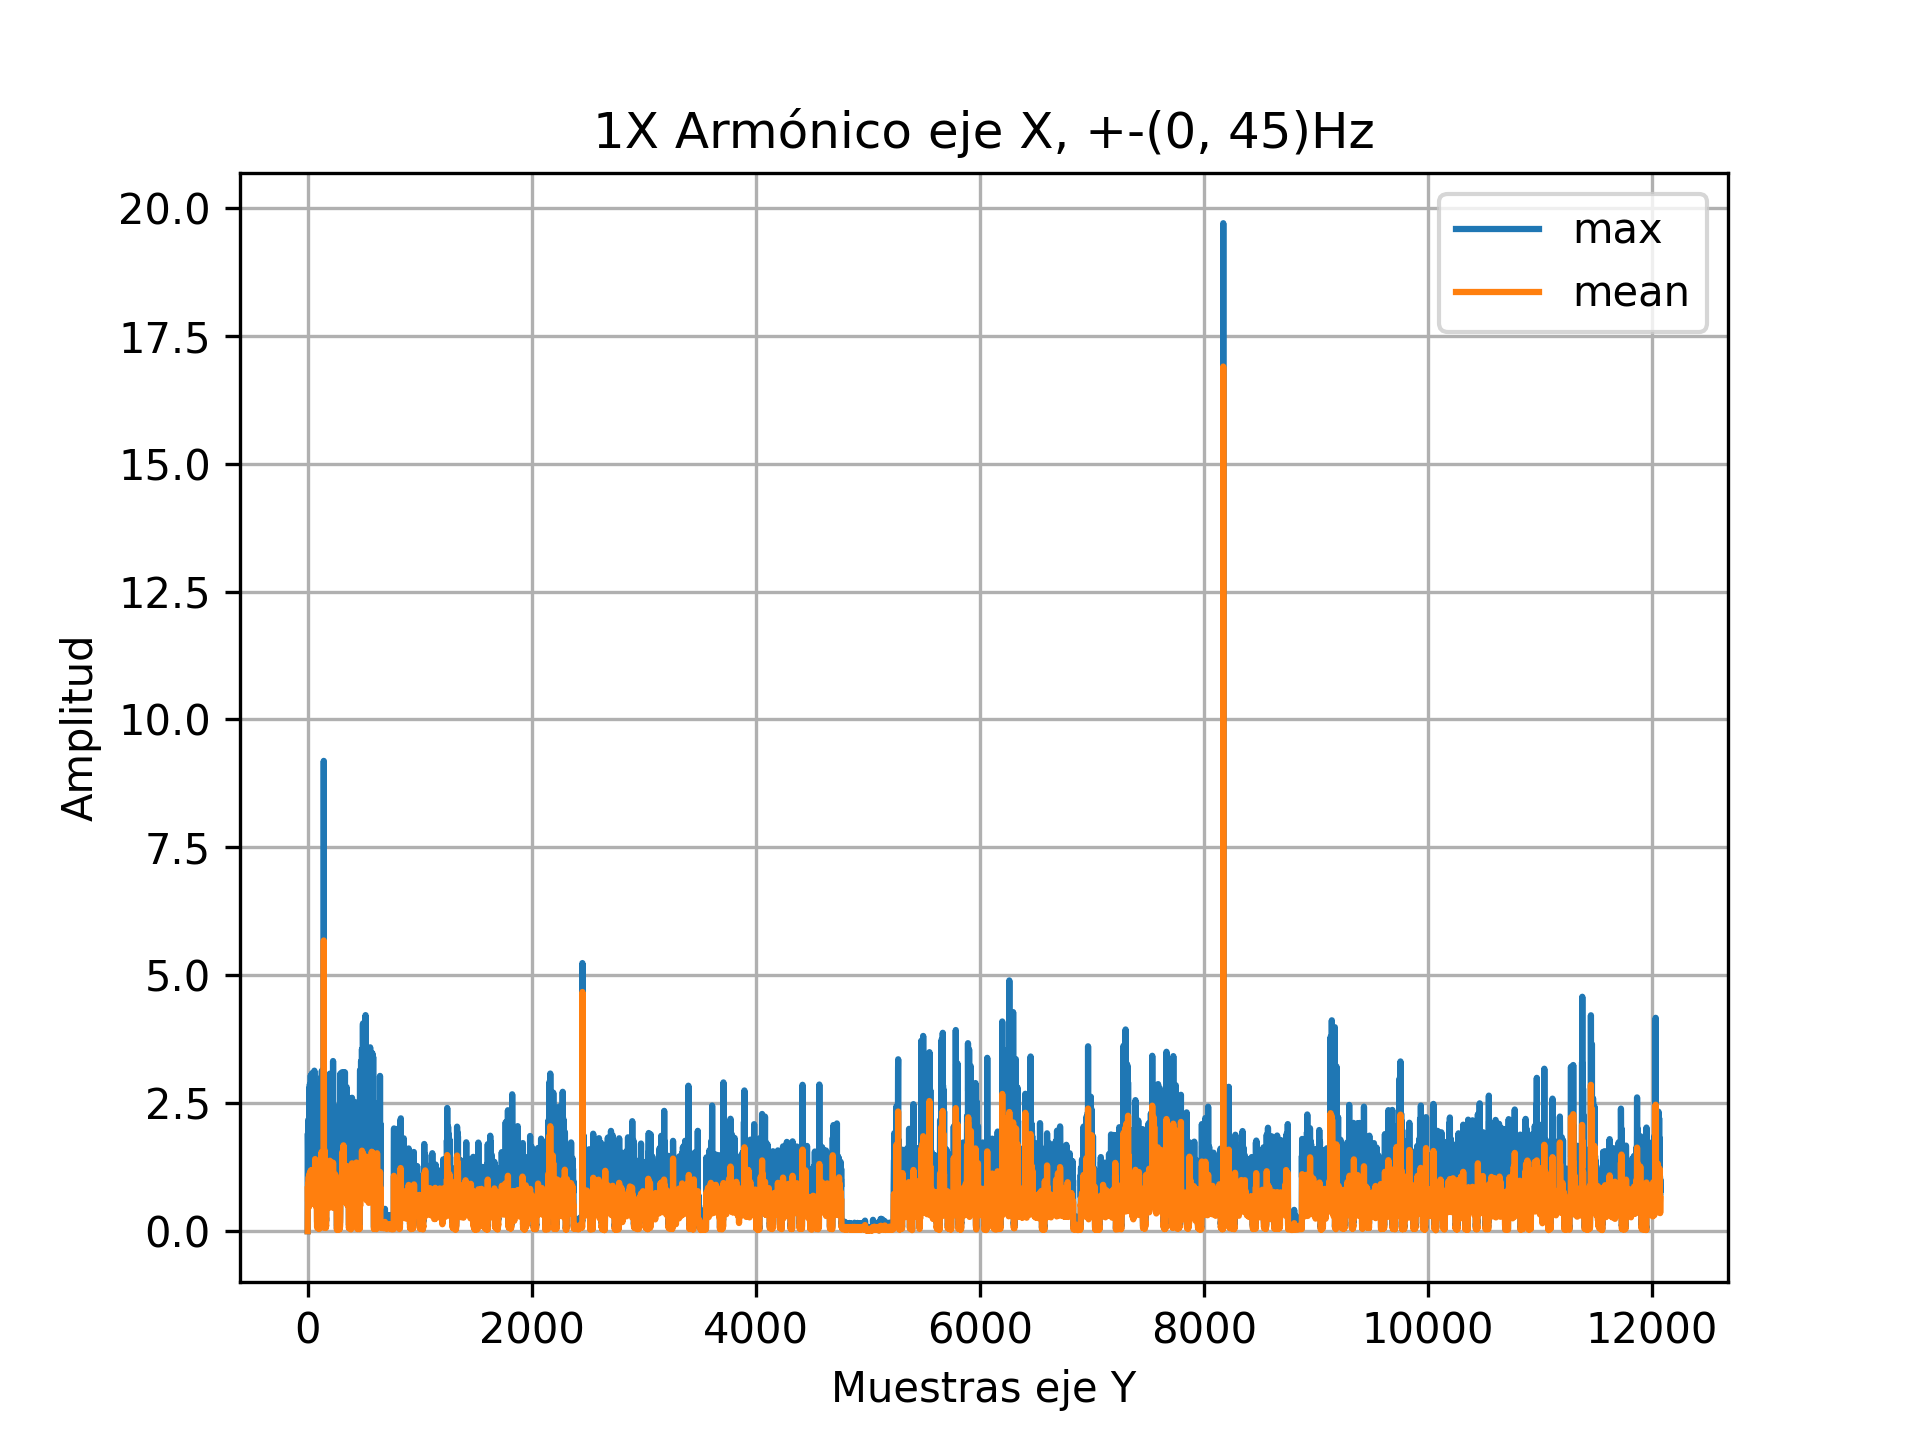 1X Armónico eje X, +-(0, 45)Hz
max
mean
20.0
17.5
15.0
12.5
10.0
7.5
5.0
2.5
0.0
Amplitud
0 2000 4000 6000 8000 10000 12000
Muestras eje Y